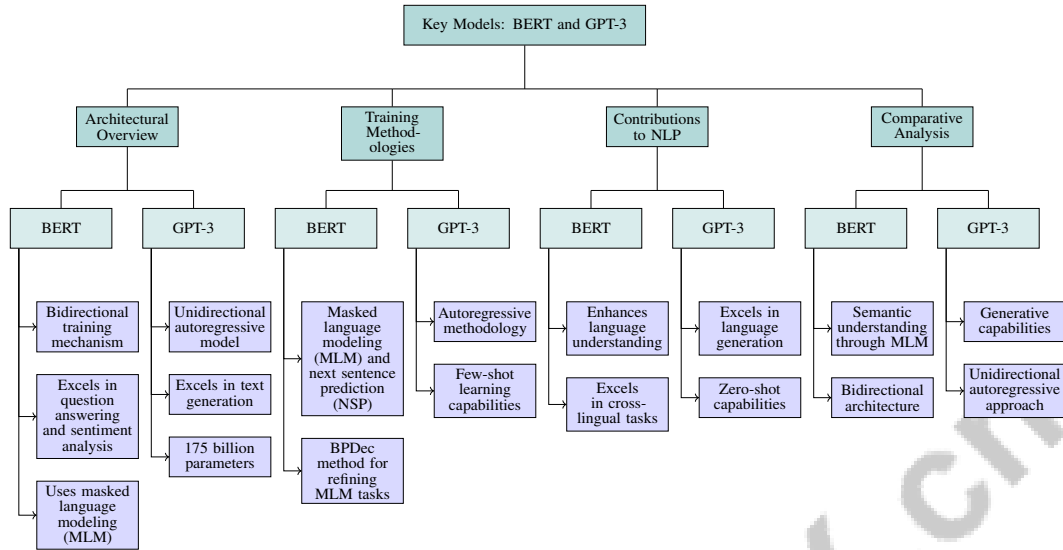 Key Models: BERT and GPT-3
Architectural
Overview
Training
Method-
ologies
Contributions
to NLP
Comparative
Analysis
BERT
GPT-3
BERT
GPT-3
BERT
GPT-3
BERT
GPT-3
Bidirectional
training
mechanism
Excels in
question
answering
and sentiment
analysis
Uses masked
language
modeling
(MLM)
Unidirectional
autoregressive
model
Excels in text
generation
175 billion
parameters
Masked
language
modeling
(MLM) and
next sentence
prediction
(NSP)
BPDec
method for
refining
MLM tasks
Autoregressive
methodology
Few-shot
learning
capabilities
Enhances
language
understanding
Excels
in cross-
lingual tasks
Excels in
language
generation
Zero-shot
capabilities
Semantic
understanding
through MLM
Bidirectional
architecture
Generative
capabilities
Unidirectional
autoregressive
approach